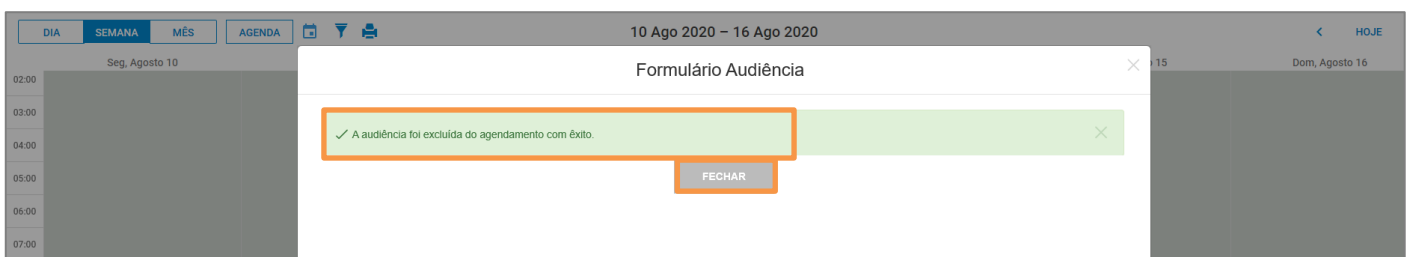 DIA SEMANA MÊS AGENDA 10 Ago 2020 – 16 Ago 2020 HOJE
Seg, Agosto 10 Formulário Audiência 15 Dom, Agosto 16
02:00
03:00
A audiência foi excluída do agendamento com êxito.
04:00
05:00 FECHAR
06:00
07:00